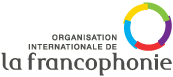 ORGANISATION
INTERNATIONALE DE
la francophonie